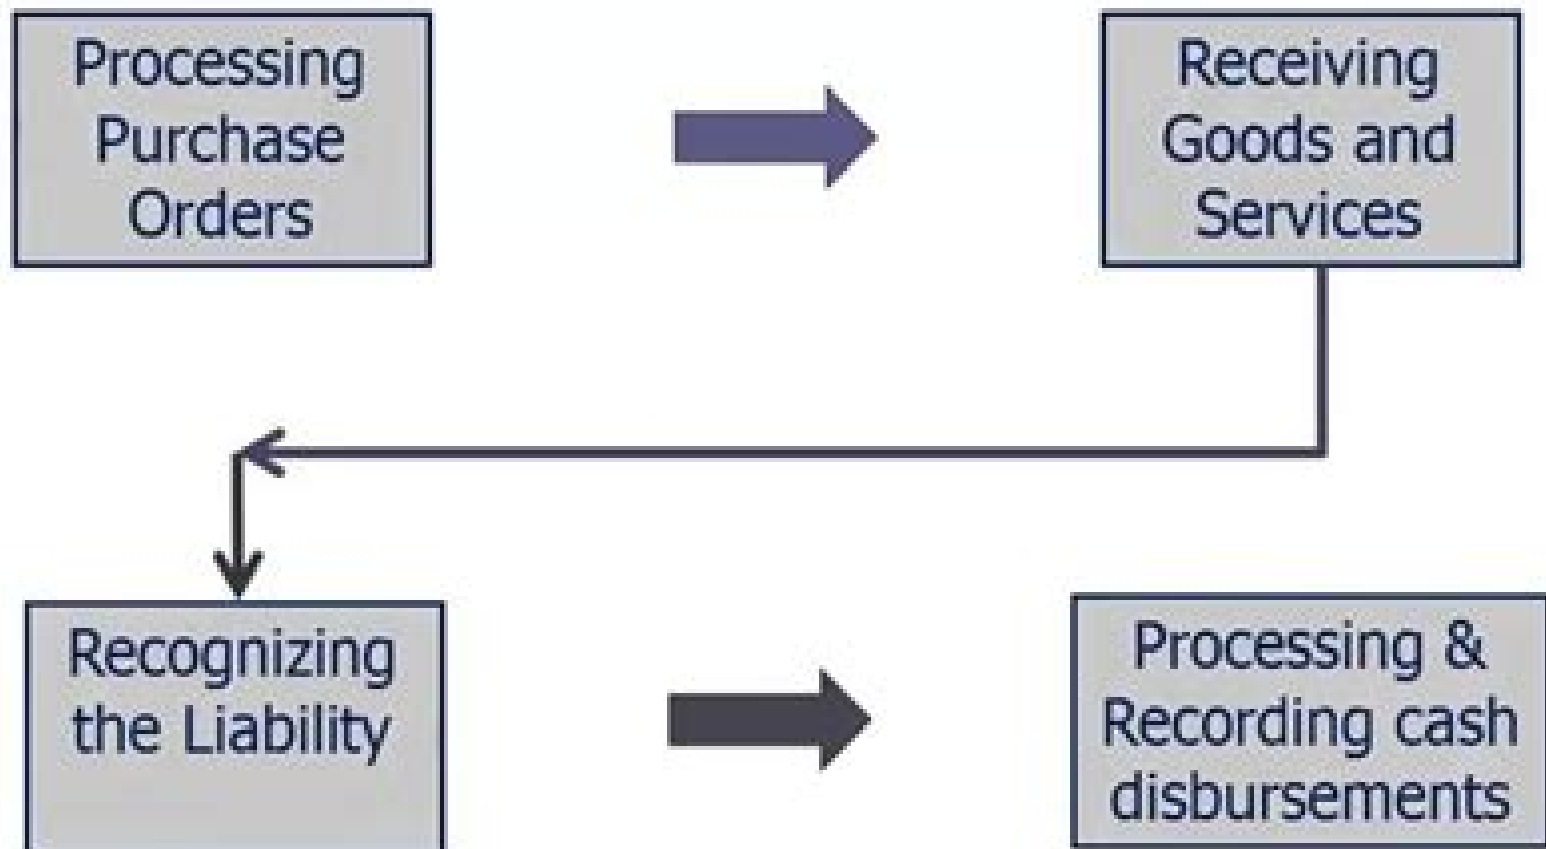 Processing
Purchase
Orders
Receiving
Goods and
Services
Recognizing
the Liability
Processing &
Recording cash
disbursements